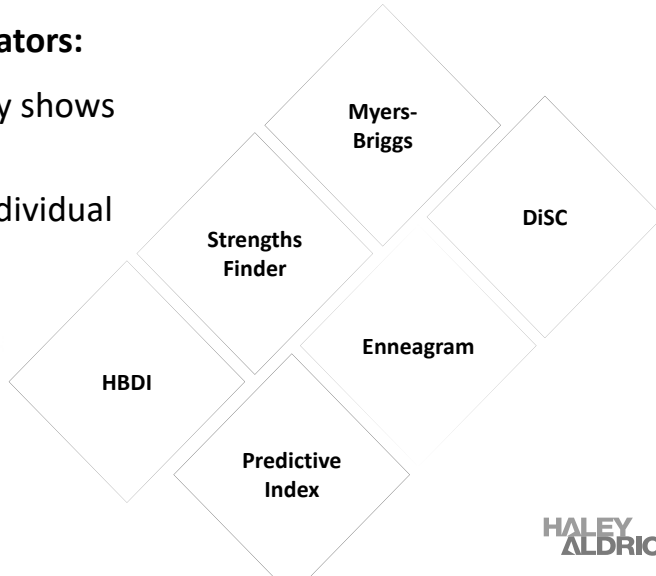 ators:
y shows
dividual
Myers-
Briggs
DiSC
Strengths
Finder
Enneagram
HBDI
Predictive
Index
HALEY
ALDRIC